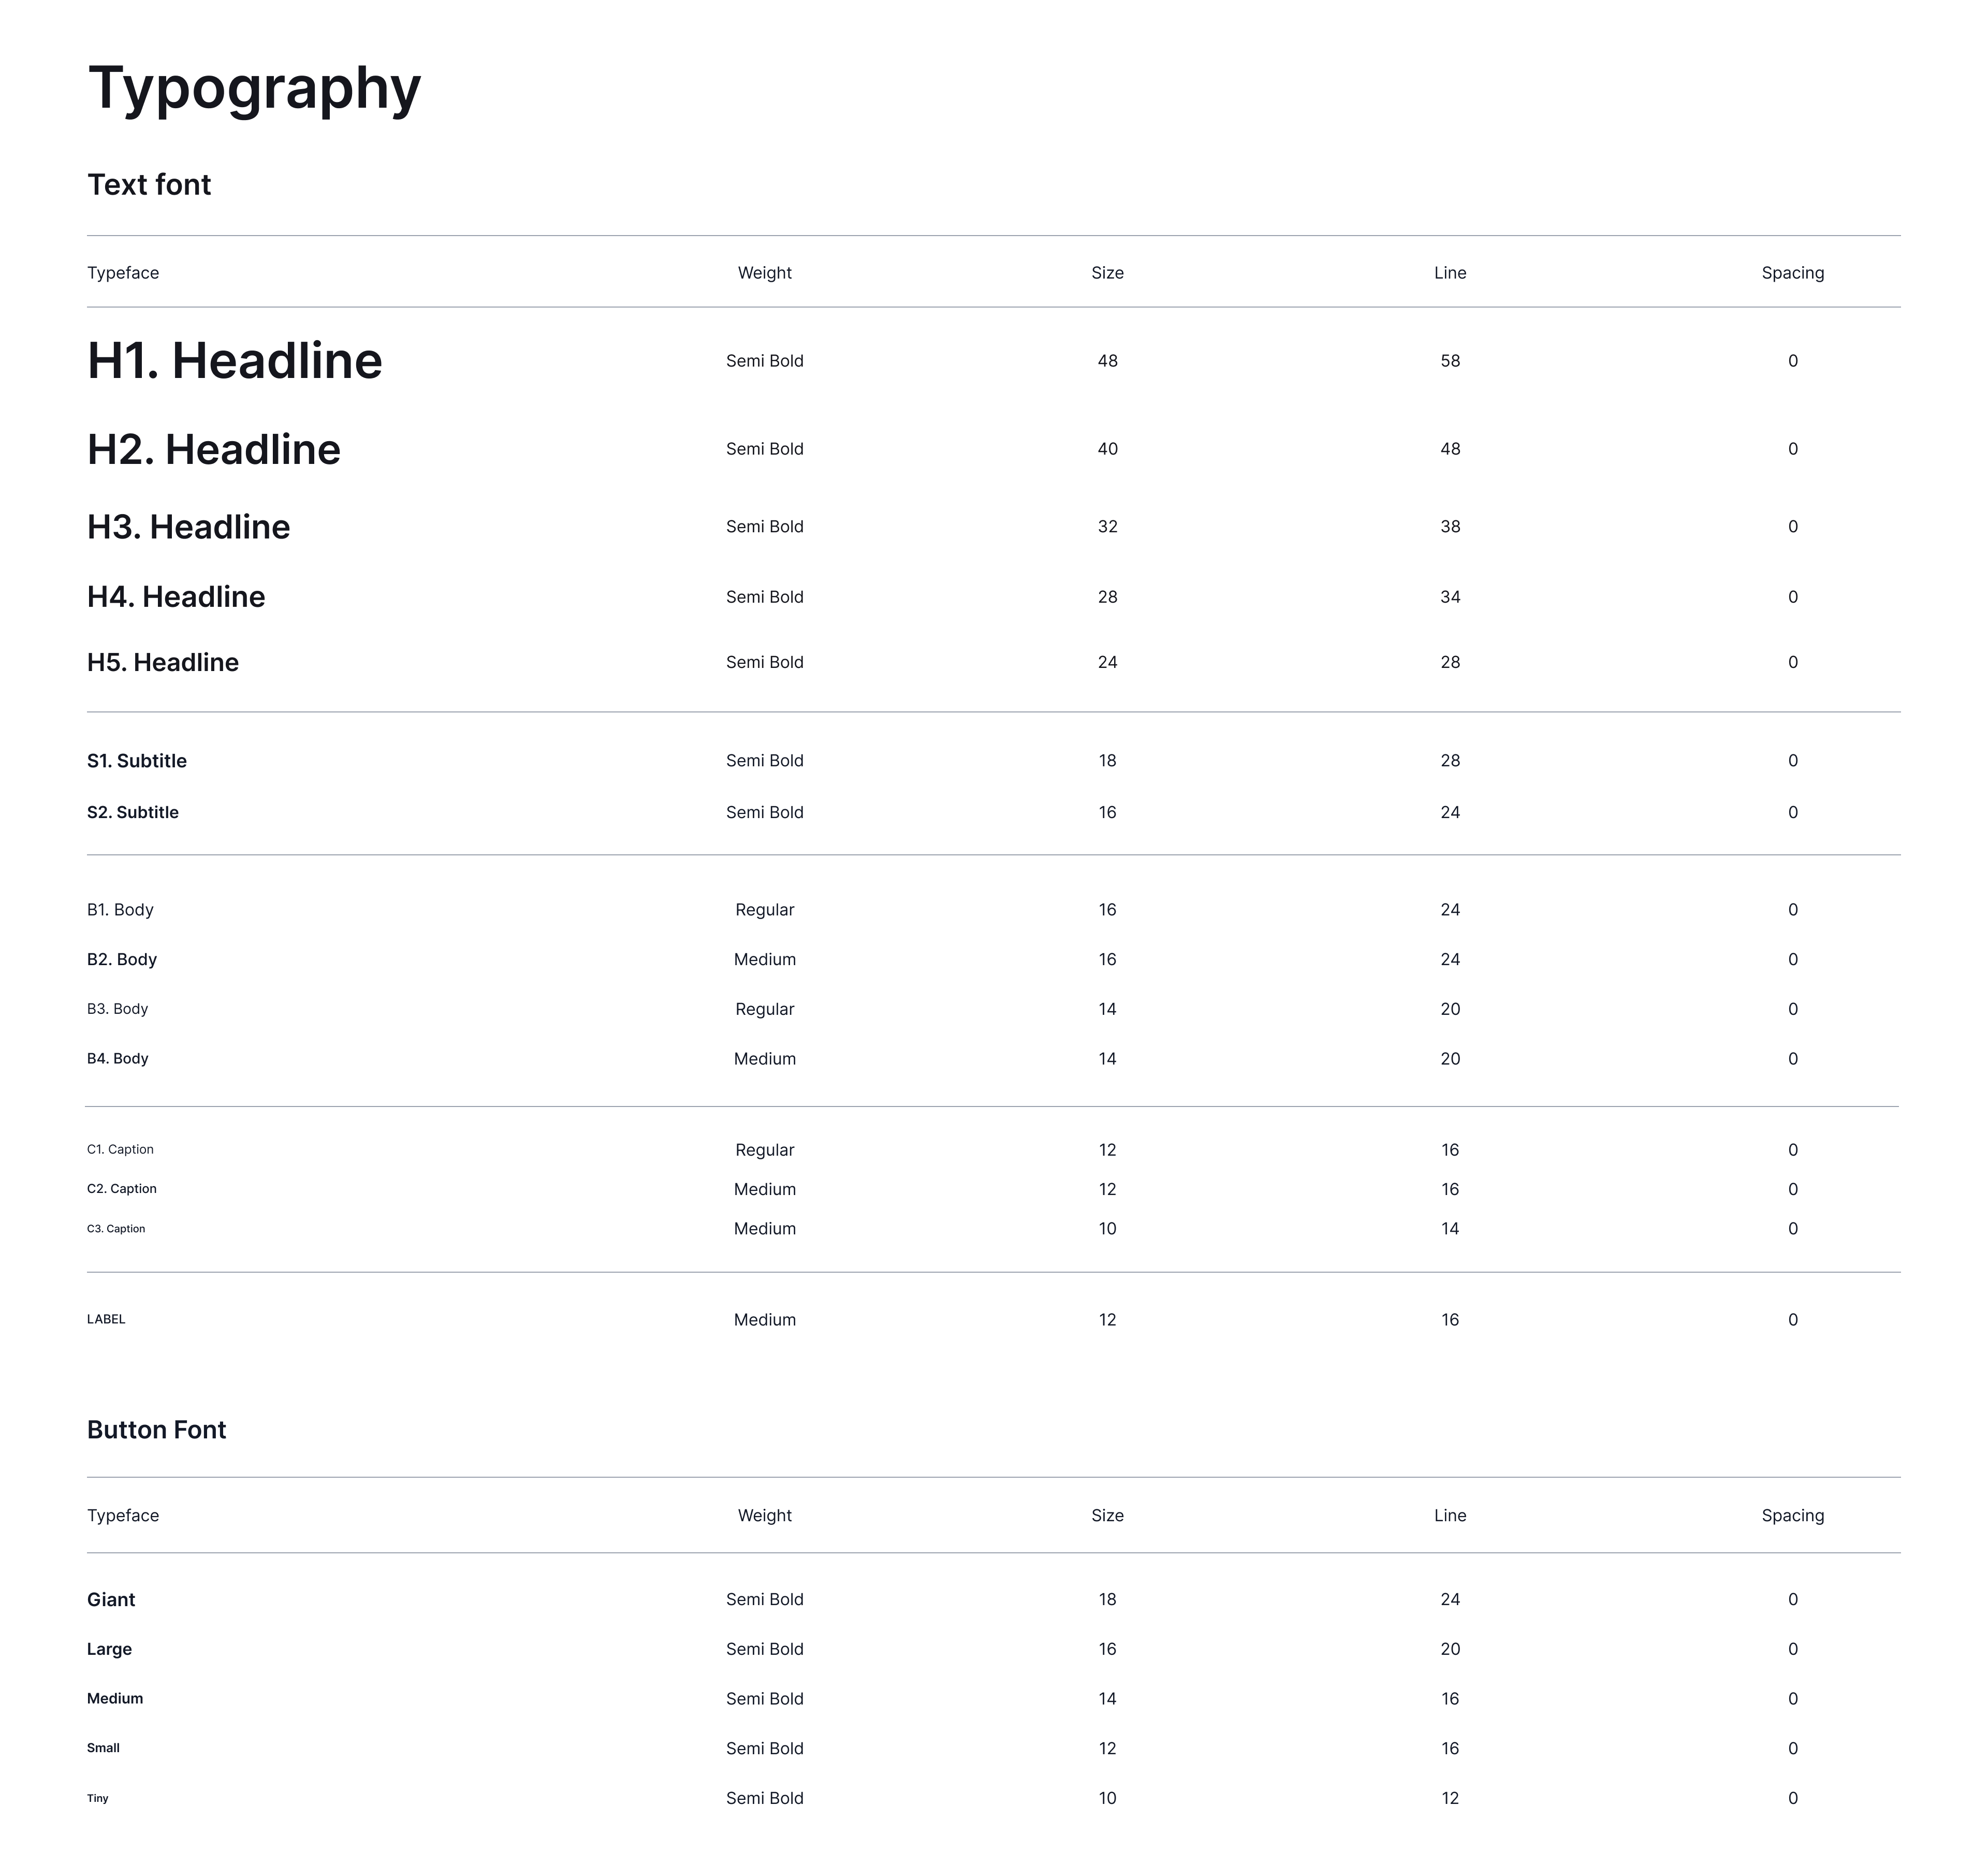 Typography
Text font
Typeface Weight Size Line Spacing
H1. Headline Semi Bold 48 58 0
H2. Headline Semi Bold 40 48 0
H3. Headline Semi Bold 32 38 0
H4. Headline Semi Bold 28 34 0
H5. Headline Semi Bold 24 28 0
S1. Subtitle Semi Bold 18 28 0
S2. Subtitle Semi Bold 16 24 0
B1. Body Regular 16 24 0
B2. Body Medium 16 24 0
B3. Body Regular 14 20 0
B4. Body Medium 14 20 0
C1. Caption Regular 12 16 0
C2. Caption Medium 12 16 0
C3. Caption Medium 10 14 0
LABEL Medium 12 16 0
Button Font
Typeface Weight Size Line Spacing
Giant Semi Bold 18 24 0
Large Semi Bold 16 20 0
Medium Semi Bold 14 16 0
Small Semi Bold 12 16 0
Tiny Semi Bold 10 12 0